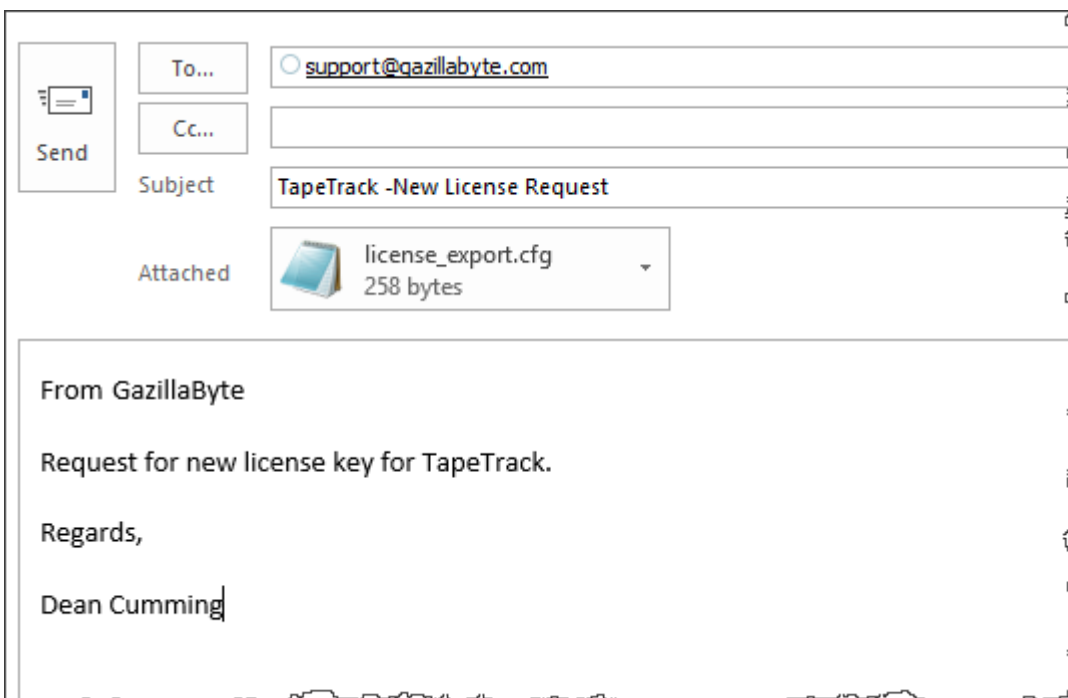 To...
support@gazillabyte.com
Cc...
Send
Subject
TapeTrack -New License Request
Attached
license_export.cfg
258 bytes
From GazillaByte
Request for new license key for TapeTrack.
Regards,
Dean Cumming